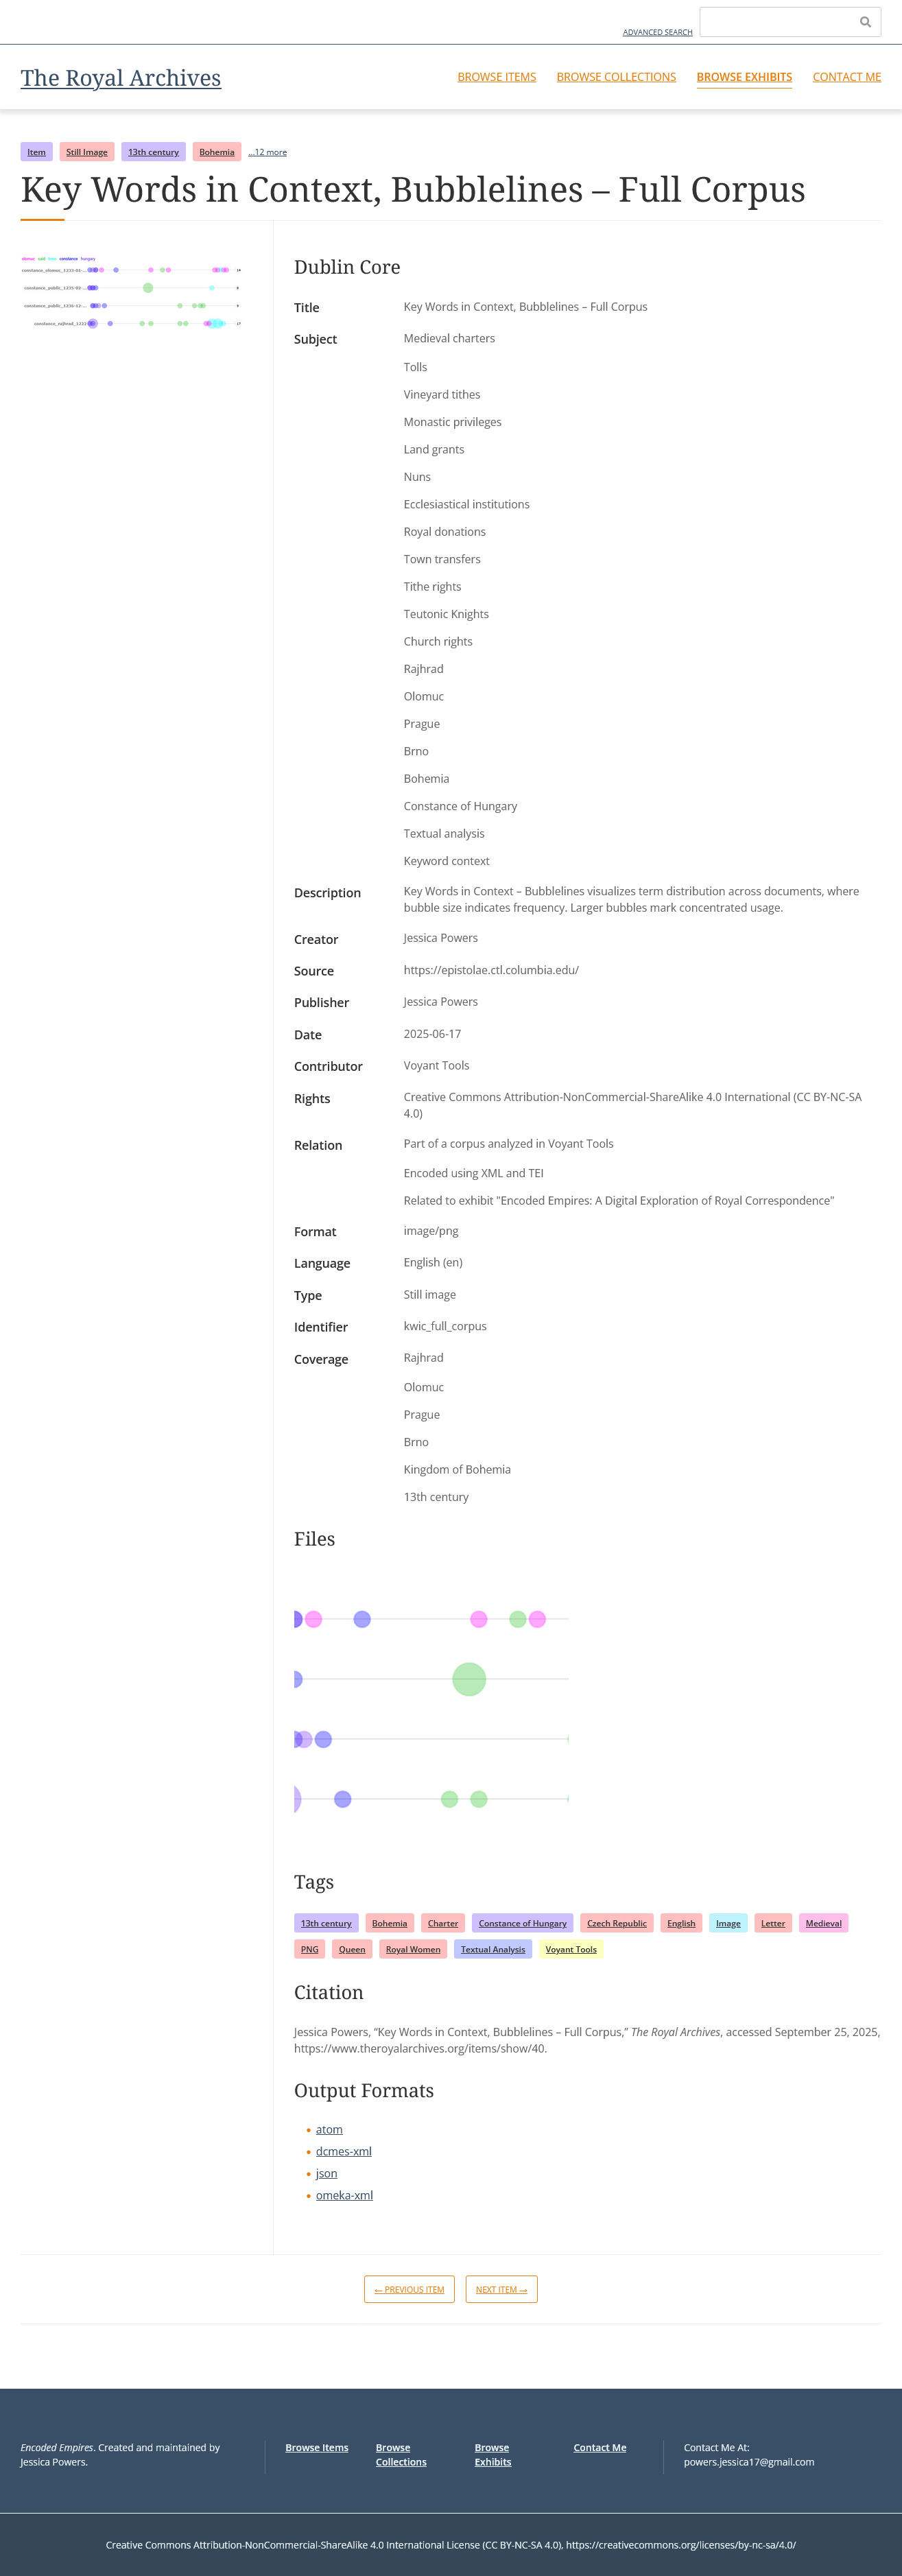 ADVANCED SEARCH
The Royal Archives
BROWSE ITEMS BROWSE COLLECTIONS BROWSE EXHIBITS CONTACT ME
Item Still Image 13th century Bohemia ...12 more
Key Words in Context, Bubblelines – Full Corpus
constance hungary
constance_olomuc_1233-01-...
constance_public_1235-02-...
constance_public_1236-12-...
constance_rajhrad_1222
Dublin Core
Title Key Words in Context, Bubblelines – Full Corpus
Subject Medieval charters
Tolls
Vineyard tithes
Monastic privileges
Land grants
Nuns
Ecclesiastical institutions
Royal donations
Town transfers
Tithe rights
Teutonic Knights
Church rights
Rajhrad
Olomuc
Prague
Brno
Bohemia
Constance of Hungary
Textual analysis
Keyword context
Description Key Words in Context – Bubblelines visualizes term distribution across documents, where
bubble size indicates frequency. Larger bubbles mark concentrated usage.
Creator Jessica Powers
Source https://epistolae.ctl.columbia.edu/
Publisher Jessica Powers
Date 2025-06-17
Contributor Voyant Tools
Rights Creative Commons Attribution-NonCommercial-ShareAlike 4.0 International (CC BY-NC-SA
4.0)
Relation Part of a corpus analyzed in Voyant Tools
Encoded using XML and TEI
Related to exhibit "Encoded Empires: A Digital Exploration of Royal Correspondence"
Format image/png
Language English (en)
Type Still image
Identifier kwic_full_corpus
Coverage Rajhrad
Olomuc
Prague
Brno
Kingdom of Bohemia
13th century
Files
Tags
13th century Bohemia Charter Constance of Hungary Czech Republic English Image Letter Medieval
PNG Queen Royal Women Textual Analysis Voyant Tools
Citation
Jessica Powers, “Key Words in Context, Bubblelines – Full Corpus,” The Royal Archives, accessed September 25, 2025,
https://www.theroyalarchives.org/items/show/40.
Output Formats
atom
dcmes-xml
json
omeka-xml
← PREVIOUS ITEM NEXT ITEM →
Encoded Empires. Created and maintained by
Jessica Powers.
Browse Items
Browse
Collections
Browse
Exhibits
Contact Me
Contact Me At:
powers.jessica17@gmail.com
Creative Commons Attribution-NonCommercial-ShareAlike 4.0 International License (CC BY-NC-SA 4.0), https://creativecommons.org/licenses/by-nc-sa/4.0/